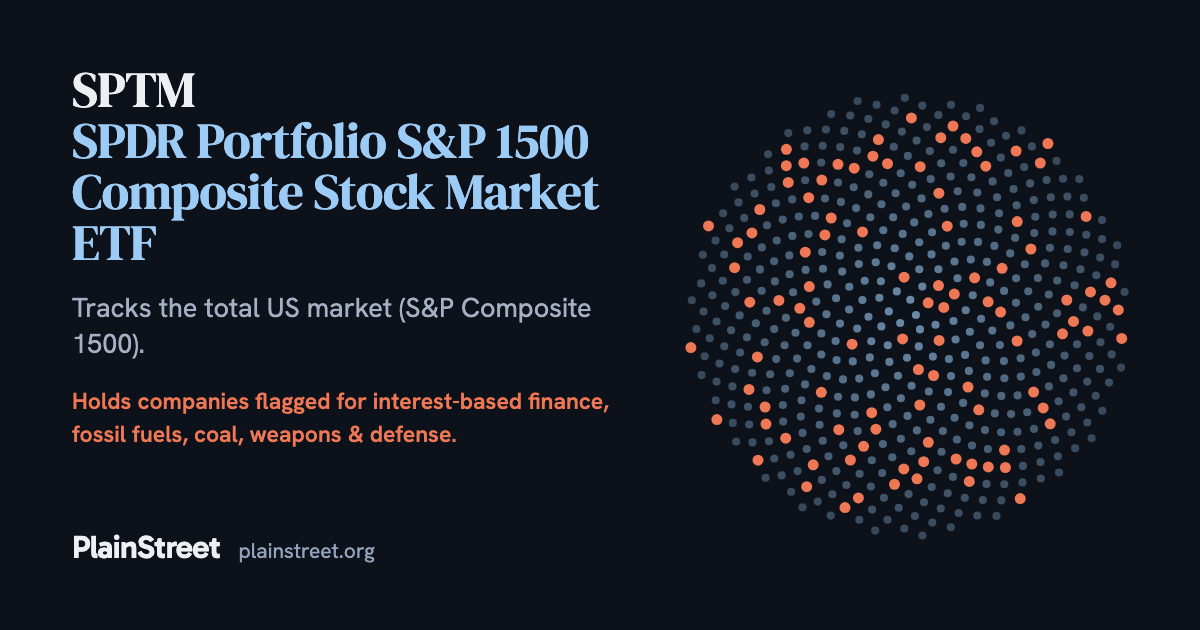 SPTM
SPDR Portfolio S&P 1500
Composite Stock Market
ETF
Tracks the total US market (S&P Composite
1500).
Holds companies flagged for interest-based finance,
fossil fuels, coal, weapons & defense.
PlainStreet plainstreet.org